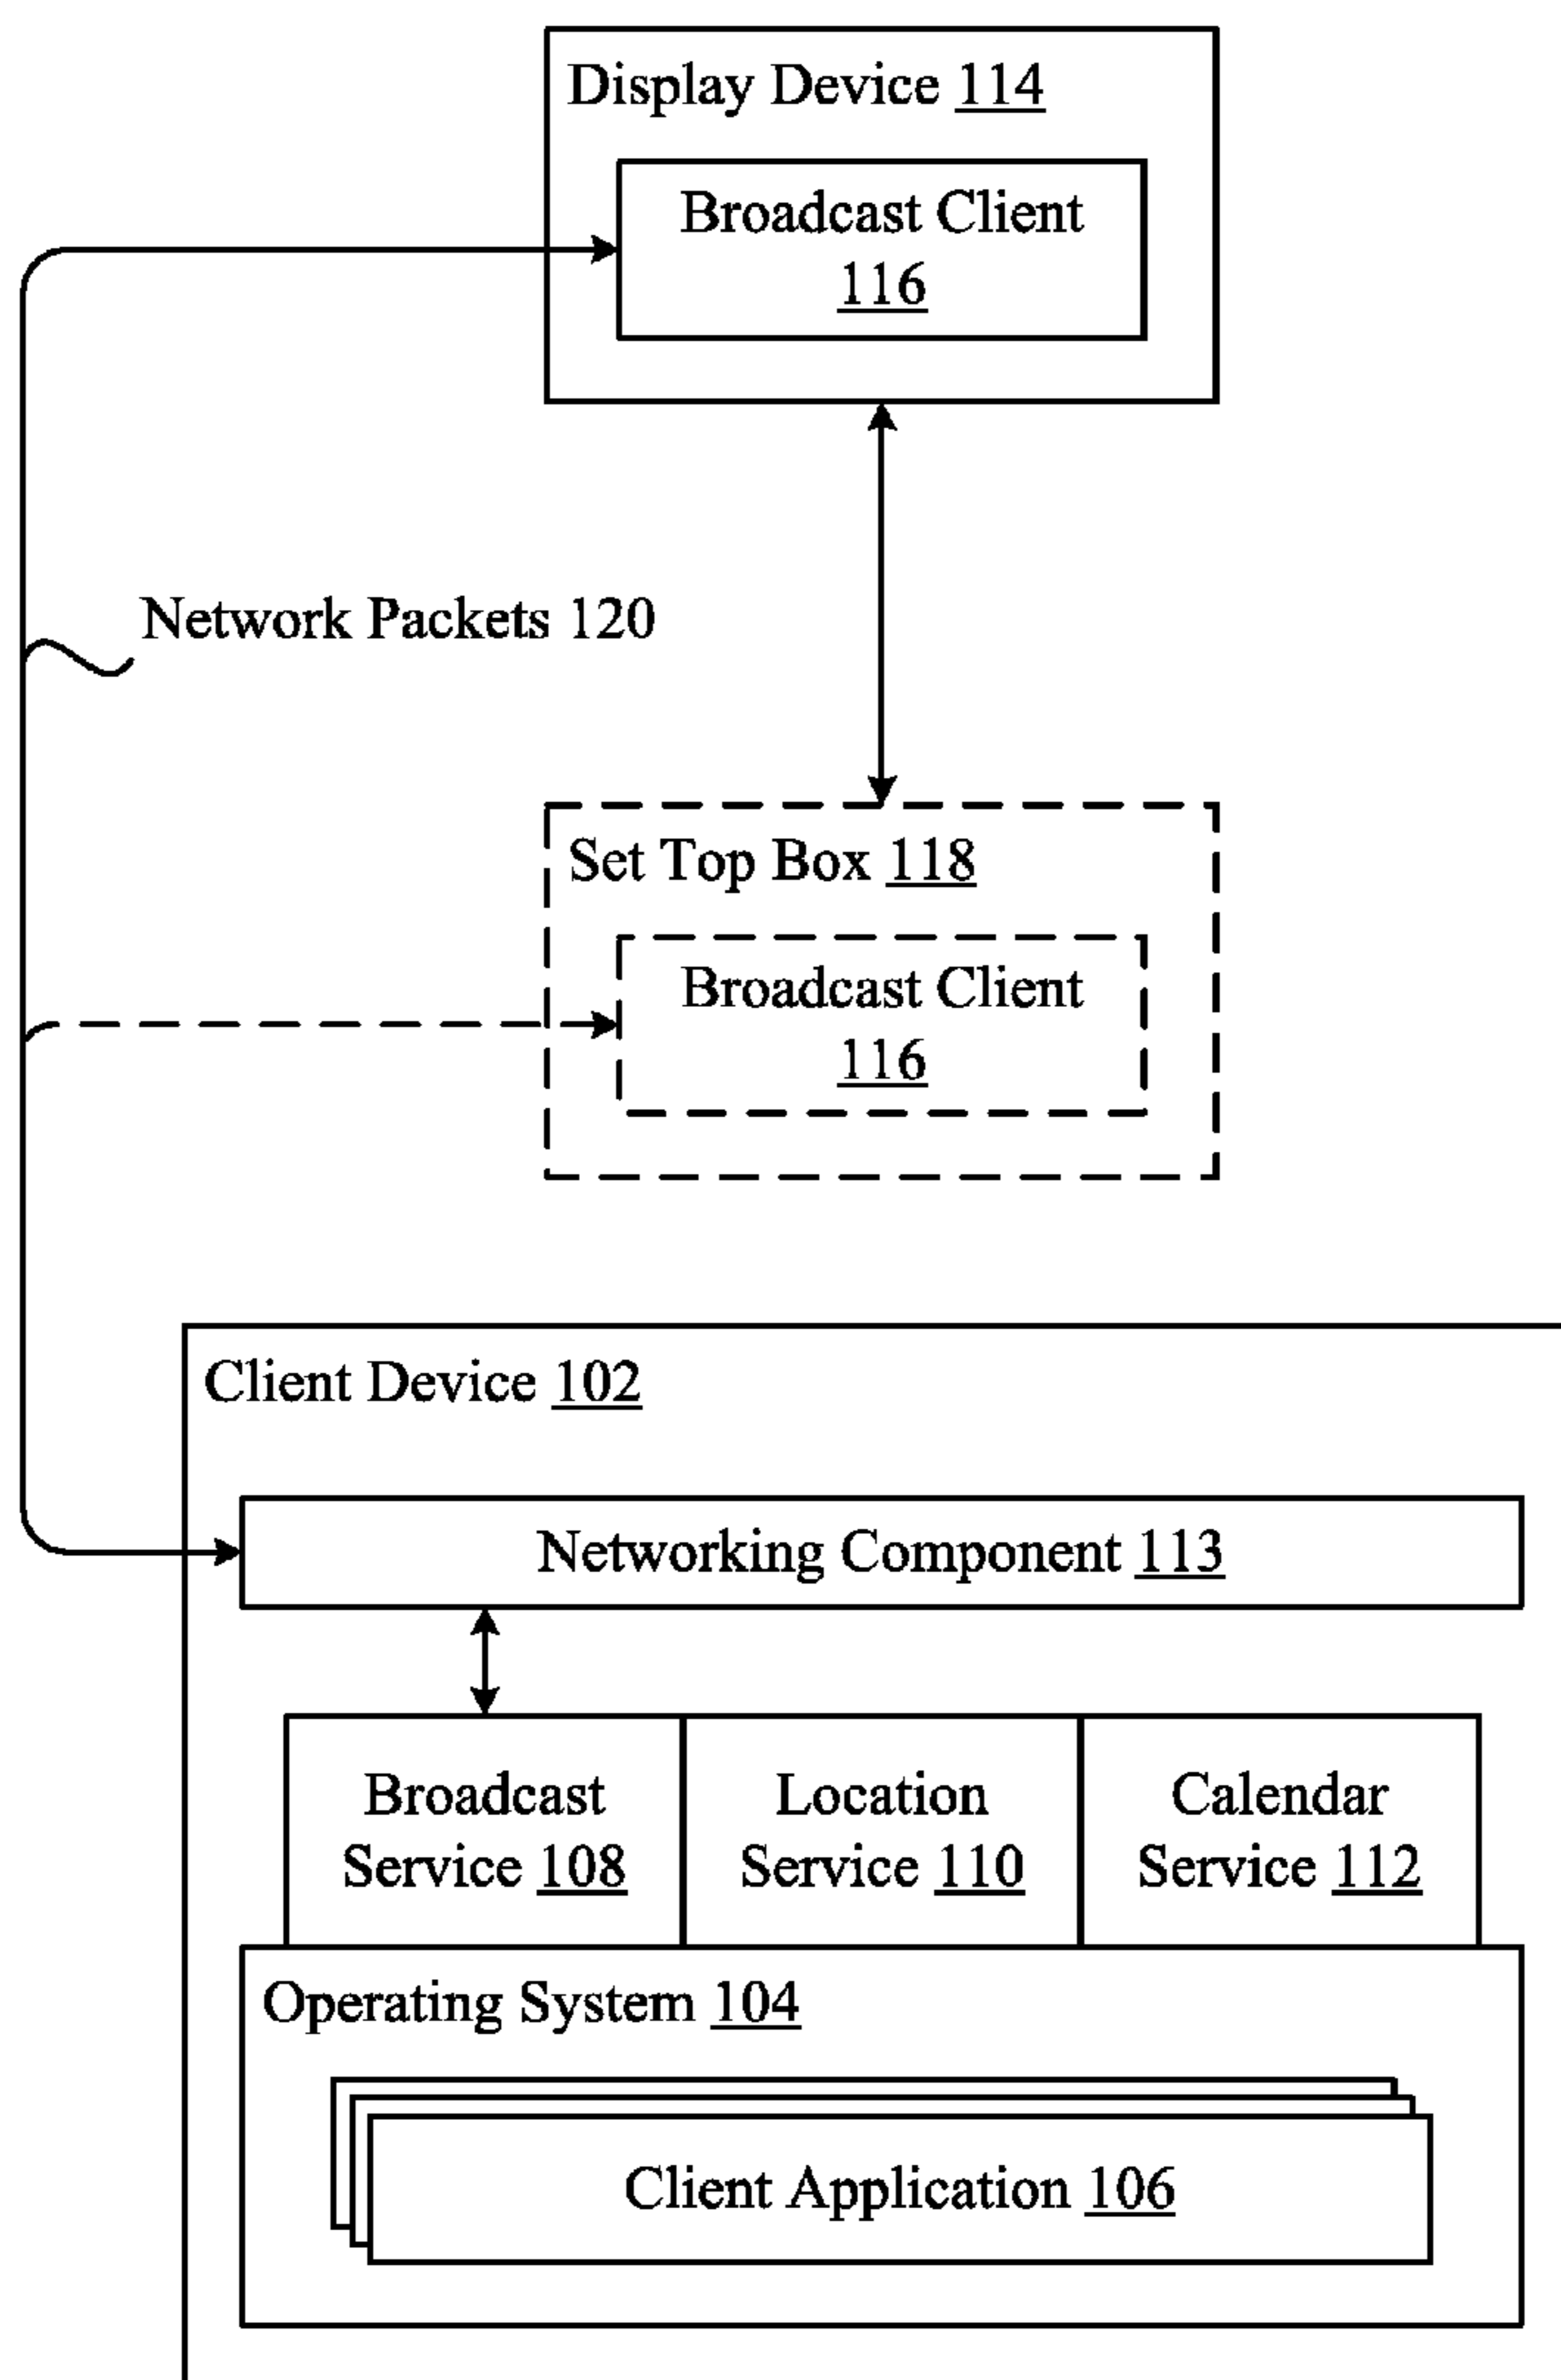 Display Device 114
Broadcast Client
116
Network Packets 120
Set Top Box 118
Broadcast Client
116
Client Device 102
Networking Component 113
Broadcast
Service 108
Location
Service 110
Calendar
Service 112
Operating System 104
Client Application 106